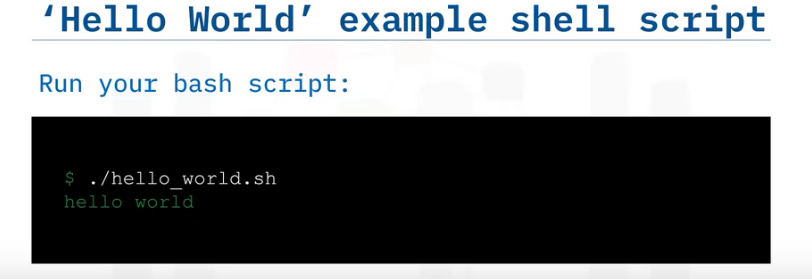 ‘Hello World’ example shell script
Run your bash script:
$ ./hello_world.sh
hello world